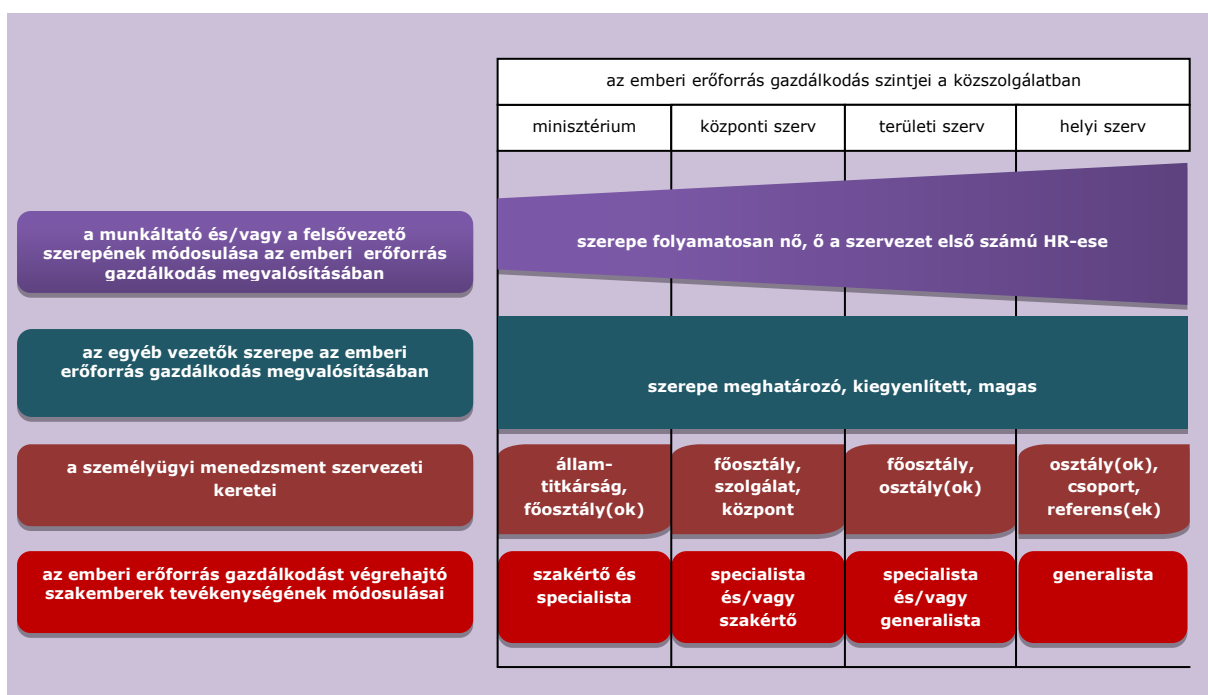 az emberi erőforrás gazdálkodás szintjei a közszolgálatban
minisztérium
központi szerv
területi szerv
helyi szerv
a munkáltató és/vagy a felsővezető
szerepének módosulása az emberi erőforrás
gazdálkodás megvalósításában
szerepe folyamatosan nő, ő a szervezet első számú HR-ese
az egyéb vezetők szerepe az emberi
erőforrás gazdálkodás megvalósításában
szerepe meghatározó, kiegyenlített, magas
a személyügyi menedzsment szervezeti
keretei
állam-
titkárság,
főosztály(ok)
főosztály,
szolgálat,
központ
főosztály,
osztály(ok)
osztály(ok),
csoport,
referens(ek)
az emberi erőforrás gazdálkodást végrehajtó
szakemberek tevékenységének módosulásai
szakértő és
specialista
specialista
és/vagy
szakértő
specialista
és/vagy
generalista
generalista